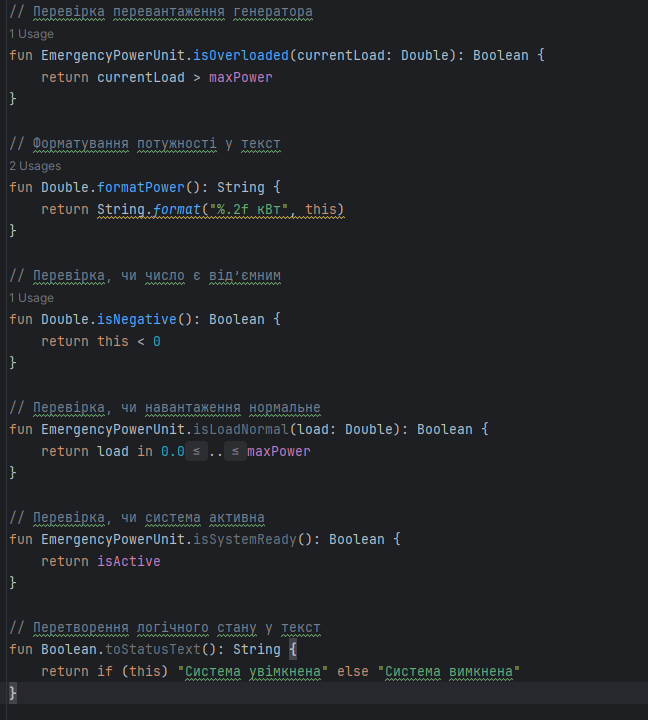 // Перевірка перевантаження генератора
1 Usage
fun EmergencyPowerUnit.isOverloaded(currentLoad: Double): Boolean {
    return currentLoad > maxPower
}
// Форматування потужності у текст
2 Usages
fun Double.formatPower(): String {
    return String.format("%.2f кВт", this)
}
// Перевірка, чи число є від’ємним
1 Usage
fun Double.isNegative(): Boolean {
    return this < 0
}
// Перевірка, чи навантаження нормальне
fun EmergencyPowerUnit.isLoadNormal(load: Double): Boolean {
    return load in 0.0 ≤ .. ≤ maxPower
}
// Перевірка, чи система активна
fun EmergencyPowerUnit.isSystemReady(): Boolean {
    return isActive
}
// Перетворення логічного стану у текст
fun Boolean.toStatusText(): String {
    return if (this) "Система увімкнена" else "Система вимкнена"
}